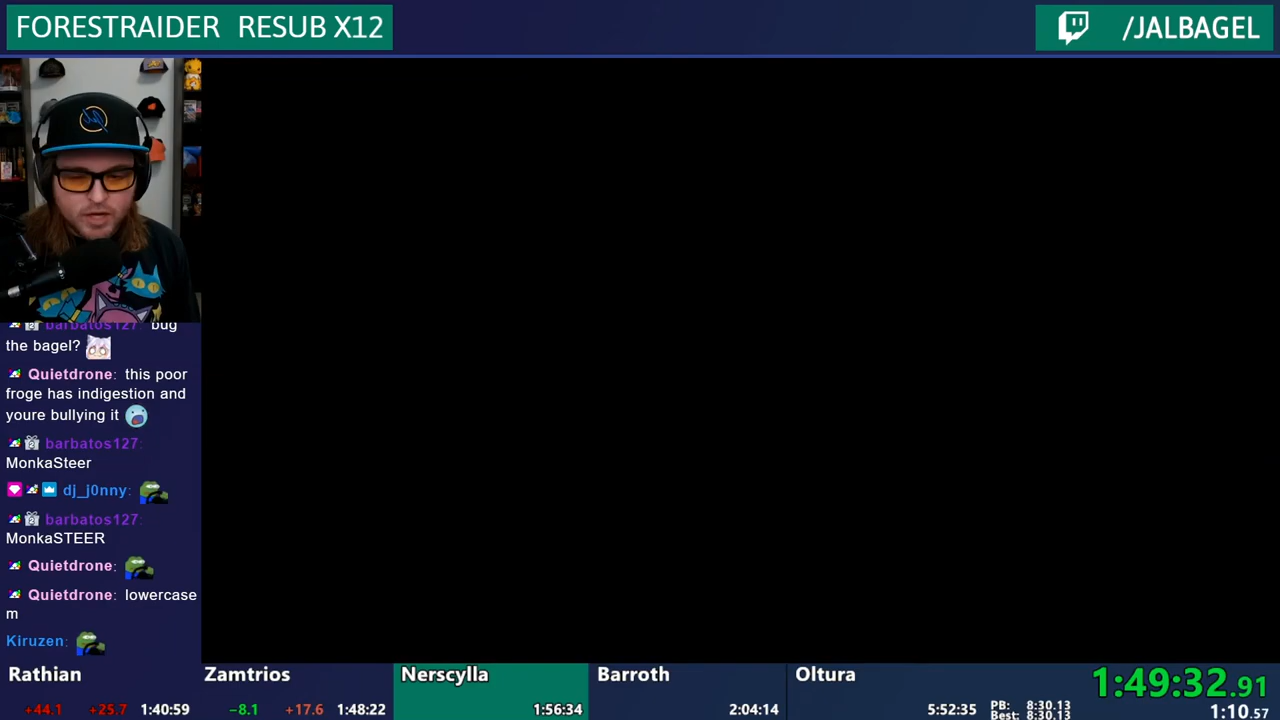 FORESTRAIDER RESUB X12
/JALBAGEL
barbatos127: bug
the bagel?
Quietdrone: this poor
froge has indigestion and
youre bullying it
barbatos127:
MonkaSteer
dj_j0nny:
barbatos127:
MonkaSTEER
Quietdrone:
Quietdrone: lowercase
m
Kiruzen:
Rathian
+44.1 +25.7 1:40:59
Zamtrios
−8.1 +17.6 1:48:22
Nerscylla
1:56:34
Barroth
2:04:14
Oltura
5:52:35
PB: 8:30.13
Best: 8:30.13
1:49:32.91
1:10.57